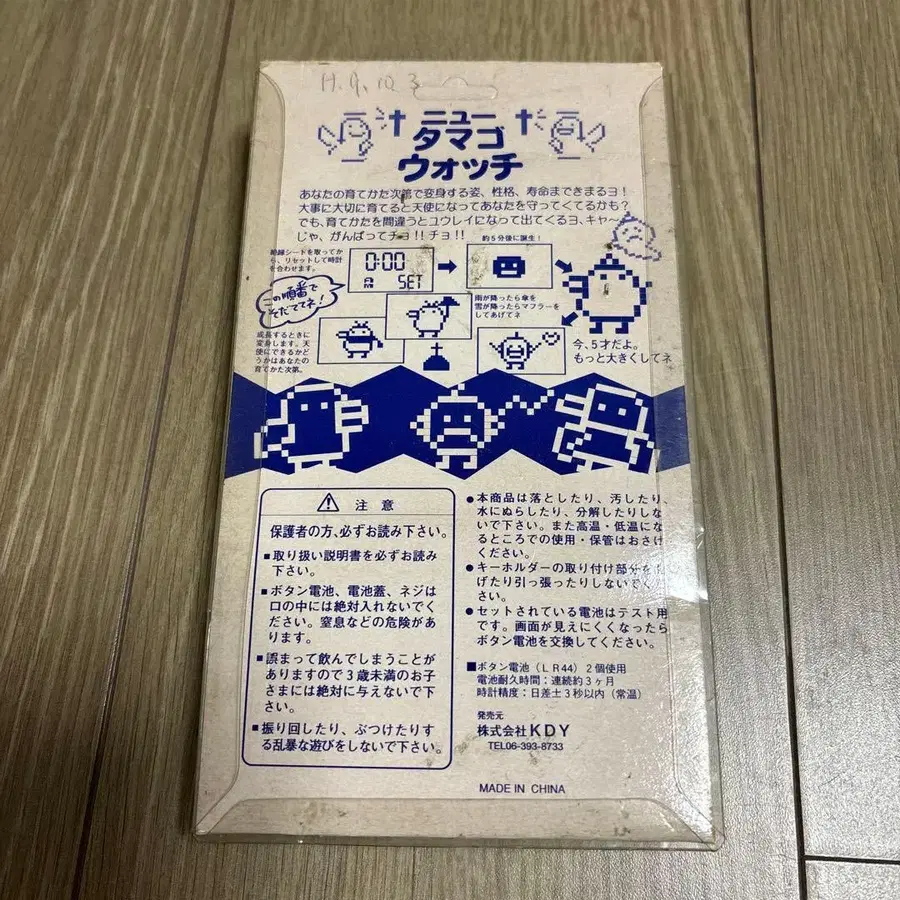 H.9.10.3
ニュー
タマゴ
ウォッチ
あなたの育てかた次第で変身する姿、性格、寿命まできまるヨ！
大事に大切に育てると天使になってあなたを守ってくてるかも？
でも、育てかたを間違うとユウレイになって出てくるヨ、キャ〜
じゃ、がんばってチョ！！チョ！！
約5分後に誕生！
絶縁シートを取ってか
ら、リセットして時計
を合わせます。
0:00
AM SET
この順番で
そだててネ！
雨が降ったら傘を
雪が降ったらマフラーを
してあげてネ
成長するときに
変身します。天
使にできるかど
うかはあなたの
育てかた次第。
今、5才だよ。
もっと大きくしてネ
注意
保護者の方、必ずお読み下さい。
■取り扱い説明書を必ずお読み
下さい。
■ボタン電池、電池蓋、ネジは
口の中には絶対入れないでく
ださい。窒息などの危険があ
ります。
■誤まって飲んでしまうことが
ありますので3歳未満のお子
さまには絶対に与えないで下
さい。
■振り回したり、ぶつけたりす
る乱暴な遊びをしないで下さい。
●本商品は落としたり、汚したり、
水にぬらしたり、分解したりしな
いで下さい。また高温・低温にな
るところでの使用・保管はおさけ
ください。
●キーホルダーの取り付け部分を
げたり引っ張ったりしないでくだ
さい。
●セットされている電池はテスト用
です。画面が見えにくくなったら
ボタン電池を交換してください。
■ボタン電池（LR44）2個使用
電池耐久時間：連続約3ヶ月
時計精度：日差±3秒以内（常温）
発売元
株式会社KDY
TEL06-393-8733
MADE IN CHINA